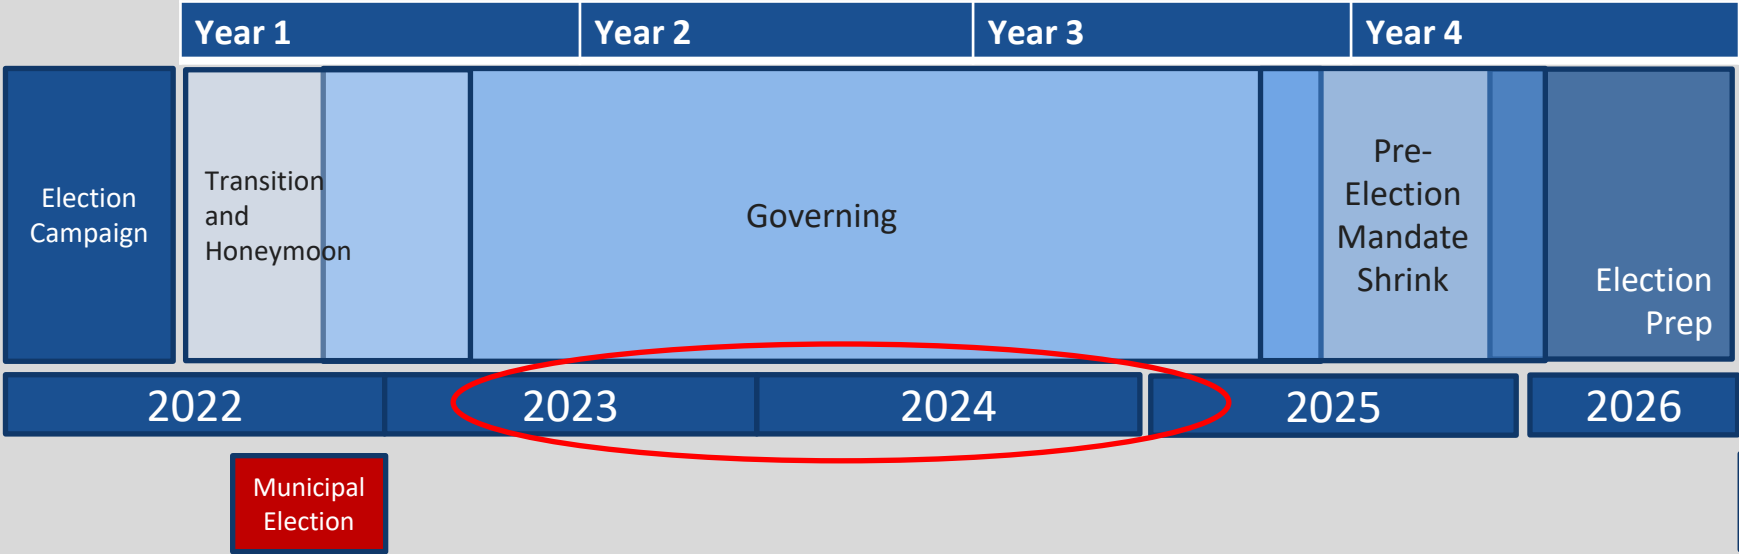 Year 1 Year 2 Year 3 Year 4
Election
Campaign
Transition
and
Honeymoon
Governing
Pre-
Election
Mandate
Shrink
Election
Prep
2022 2023 2024 2025 2026
Municipal
Election